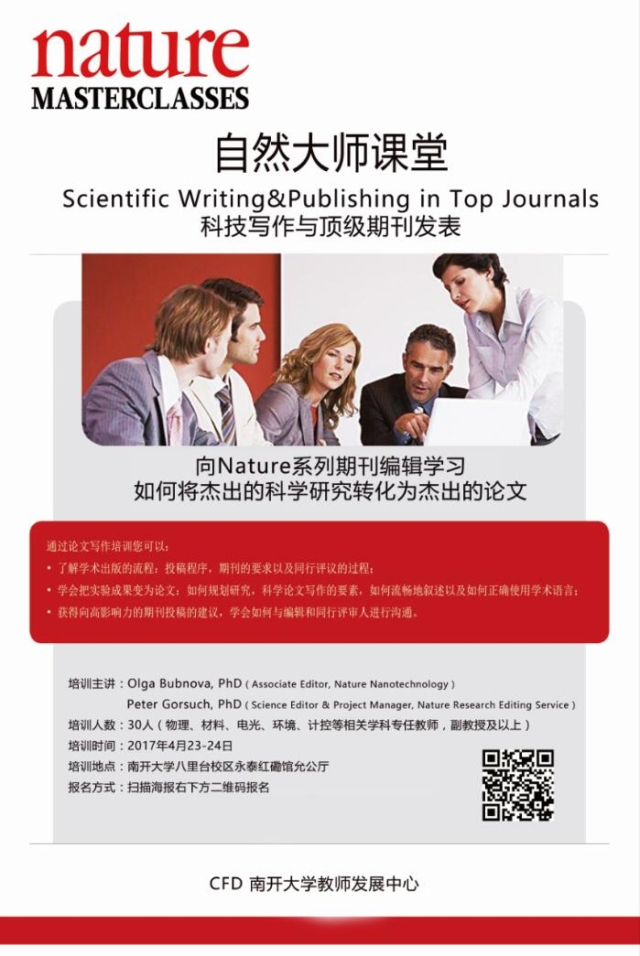 nature
MASTERCLASSES
自然大师课堂
Scientific Writing&Publishing in Top Journals
科技写作与顶级期刊发表
向Nature系列期刊编辑学习
如何将杰出的科学研究转化为杰出的论文
通过论文写作培训您可以:
• 了解学术出版的流程：投稿程序，期刊的要求以及同行评议的过程；
• 学会把实验成果变为论文：如何规划研究，科学论文写作的要素，如何流畅地叙述以及如何正确使用学术语言；
• 获得向高影响力的期刊投稿的建议，学会如何与编辑和同行评审人进行沟通。
培训主讲：Olga Bubnova, PhD ( Associate Editor, Nature Nanotechnology )
Peter Gorsuch, PhD ( Science Editor & Project Manager, Nature Research Editing Service )
培训人数：30人（物理、材料、电光、环境、计控等相关学科专任教师，副教授及以上）
培训时间：2017年4月23-24日
培训地点：南开大学八里台校区永泰红磡馆允公厅
报名方式：扫描海报右下方二维码报名
CFD 南开大学教师发展中心